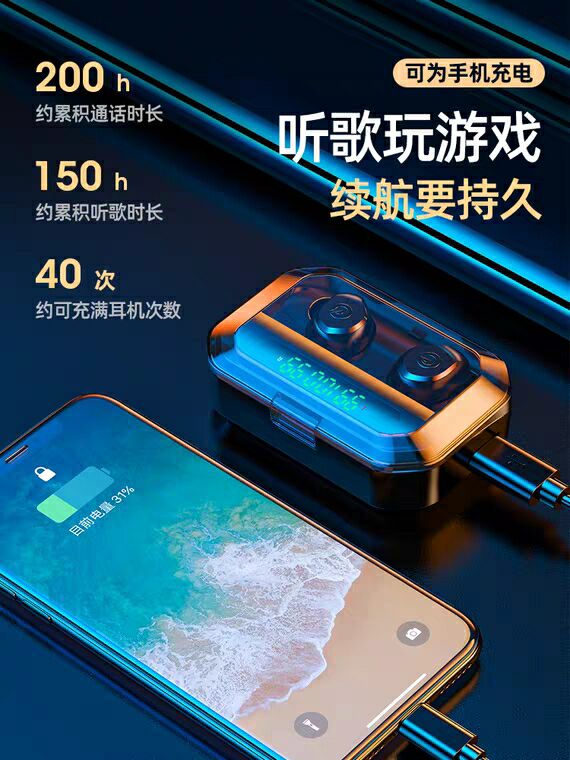 200 h
约累积通话时长
150 h
约累积听歌时长
40 次
约可充满耳机次数
可为手机充电
听歌玩游戏
续航要持久
目前电量 31%